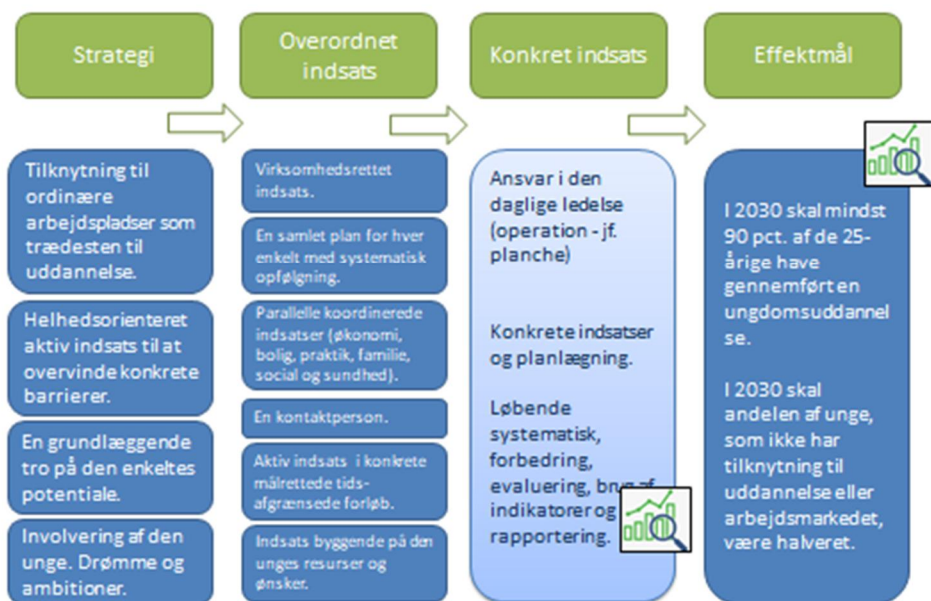 Strategi
Overordnet
indsats
Konkret indsats
Effektmål
Tilknytning til
ordinære
arbejdspladser som
trædesten til
uddannelse.
Helhedsorienteret
aktiv indsats til at
overvinde konkrete
barrierer.
En grundlæggende
tro på den enkeltes
potentiale.
Involvering af den
unge. Drømme og
ambitioner.
Virksomhedsrettet
indsats.
En samlet plan for hver
enkelt med systematisk
opfølgning.
Parallelle koordinerede
indsatser (økonomi,
bolig, praktik, familie,
social og sundhed).
En kontaktperson.
Aktiv indsats i konkrete
målrettede tids-
afgrænsede forløb.
Indsats byggende på den
unges resurser og
ønsker.
Ansvar i den
daglige ledelse
(operation - jf.
planche)
Konkrete indsatser
og planlægning.
Løbende
systematisk,
forbedring,
evaluering, brug af
indikatorer og
rapportering.
I 2030 skal mindst
90 pct. af de 25-
årige have
gennemført en
ungdomsuddannel
se.
I 2030 skal
andelen af unge,
som ikke har
tilknytning til
uddannelse eller
arbejdsmarkedet,
være halveret.